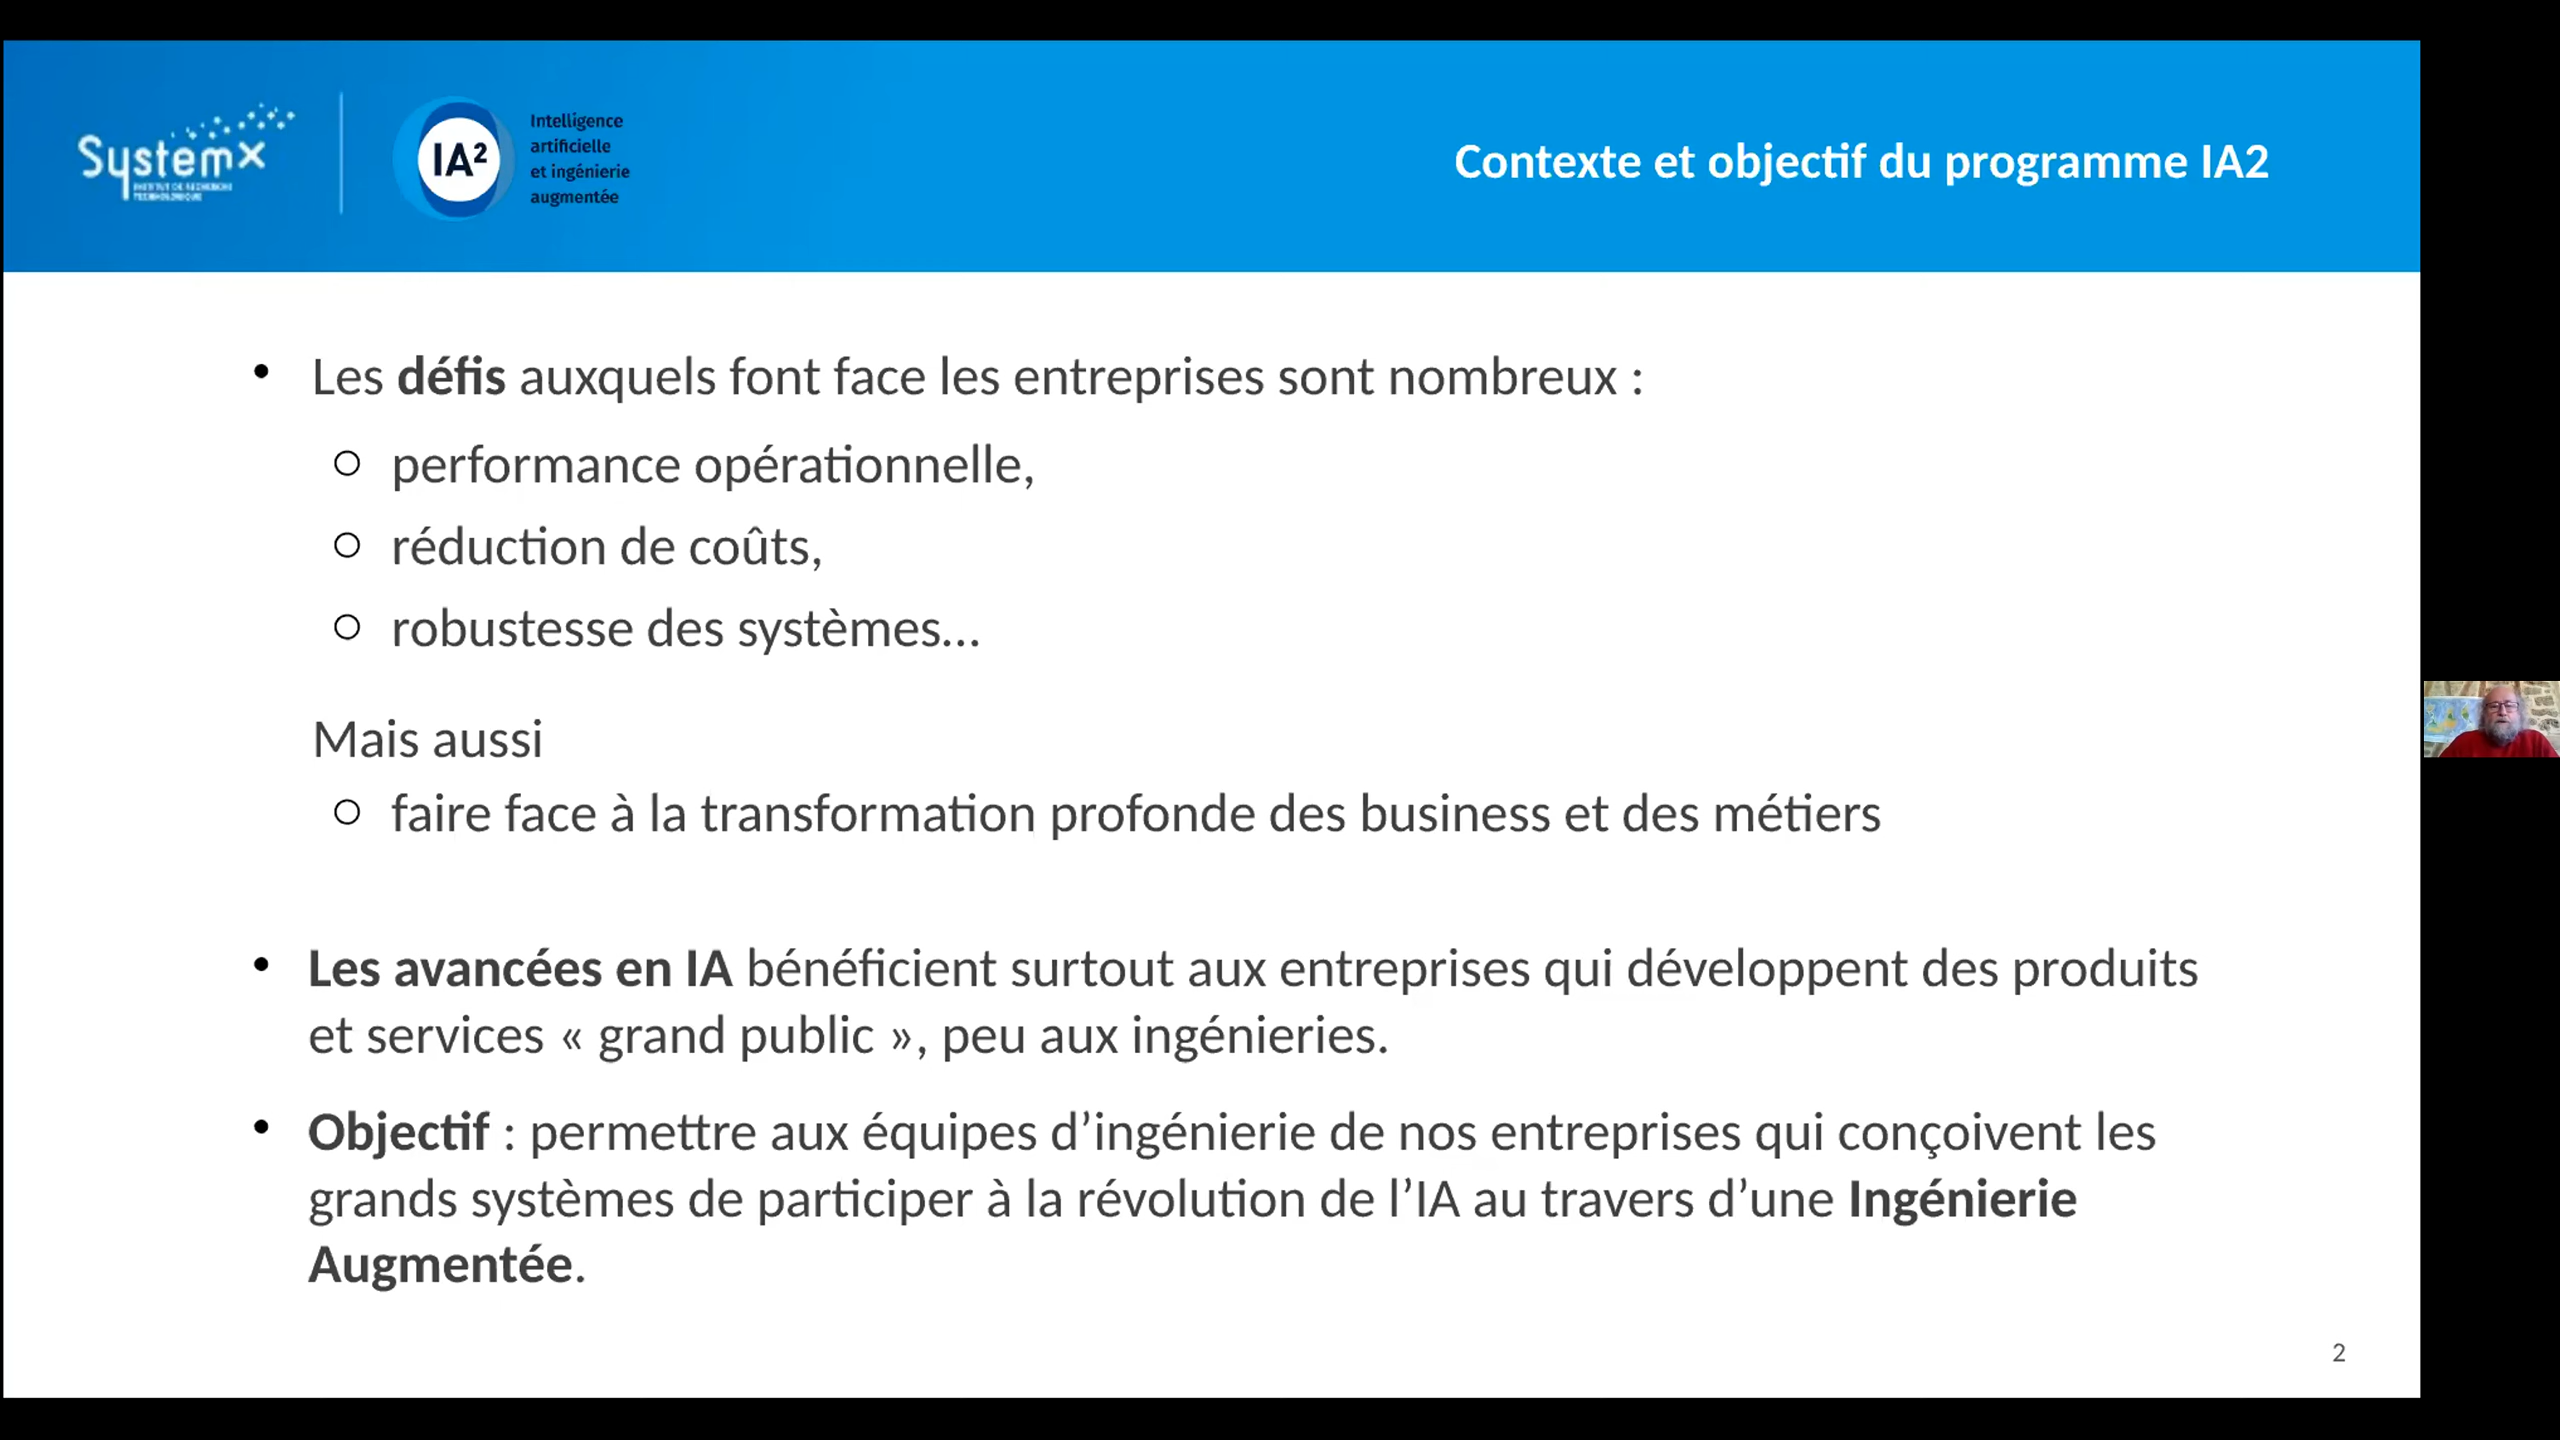 SystemX
INSTITUT DE RECHERCHE
TECHNOLOGIQUE
IA²
Intelligence
artificielle
et ingénierie
augmentée
Contexte et objectif du programme IA2
• Les défis auxquels font face les entreprises sont nombreux :
○ performance opérationnelle,
○ réduction de coûts,
○ robustesse des systèmes…
Mais aussi
○ faire face à la transformation profonde des business et des métiers
• Les avancées en IA bénéficient surtout aux entreprises qui développent des produits
et services « grand public », peu aux ingénieries.
• Objectif : permettre aux équipes d’ingénierie de nos entreprises qui conçoivent les
grands systèmes de participer à la révolution de l’IA au travers d’une Ingénierie
Augmentée.
2